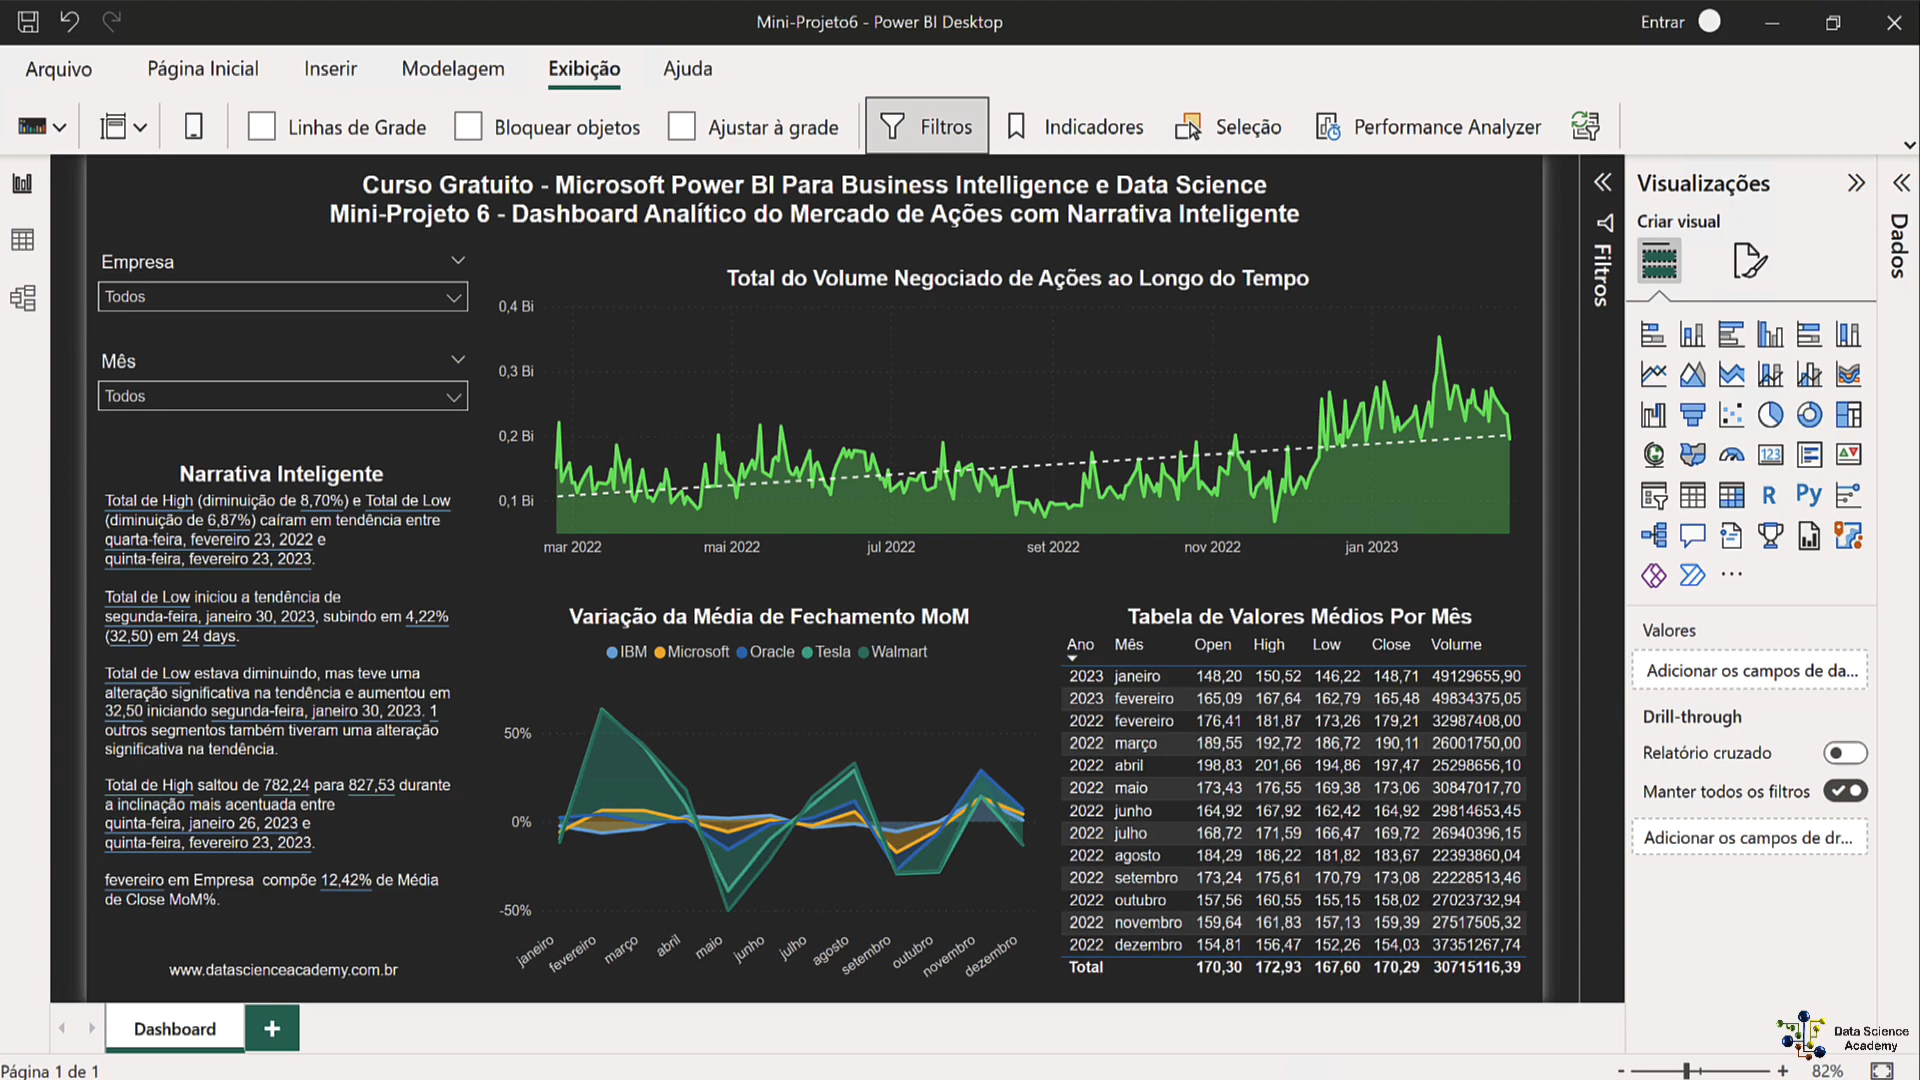 Mini-Projeto6 - Power BI Desktop
Entrar
Arquivo
Página Inicial
Inserir
Modelagem
Exibição
Ajuda
Linhas de Grade
Bloquear objetos
Ajustar à grade
Filtros
Indicadores
Seleção
Performance Analyzer
Curso Gratuito - Microsoft Power BI Para Business Intelligence e Data Science
Mini-Projeto 6 - Dashboard Analítico do Mercado de Ações com Narrativa Inteligente
Empresa
Todos
Mês
Todos
Narrativa Inteligente
Total de High (diminuição de 8,70%) e Total de Low
(diminuição de 6,87%) caíram em tendência entre
quarta-feira, fevereiro 23, 2022 e
quinta-feira, fevereiro 23, 2023.
Total de Low iniciou a tendência de
segunda-feira, janeiro 30, 2023, subindo em 4,22%
(32,50) em 24 days.
Total de Low estava diminuindo, mas teve uma
alteração significativa na tendência e aumentou em
32,50 iniciando segunda-feira, janeiro 30, 2023. 1
outros segmentos também tiveram uma alteração
significativa na tendência.
Total de High saltou de 782,24 para 827,53 durante
a inclinação mais acentuada entre
quinta-feira, janeiro 26, 2023 e
quinta-feira, fevereiro 23, 2023.
fevereiro em Empresa  compõe 12,42% de Média
de Close MoM%.
www.datascienceacademy.com.br
Total do Volume Negociado de Ações ao Longo do Tempo
0,4 Bi
0,3 Bi
0,2 Bi
0,1 Bi
mar 2022 mai 2022 jul 2022 set 2022 nov 2022 jan 2023
Variação da Média de Fechamento MoM
IBM Microsoft Oracle Tesla Walmart
50%
0%
-50%
janeiro fevereiro março abril maio junho julho agosto setembro outubro novembro dezembro
Tabela de Valores Médios Por Mês
Ano Mês Open High Low Close Volume
2023 janeiro 148,20 150,52 146,22 148,71 49129655,90
2023 fevereiro 165,09 167,64 162,79 165,48 49834375,05
2022 fevereiro 176,41 181,87 173,26 179,21 32987408,00
2022 março 189,55 192,72 186,72 190,11 26001750,00
2022 abril 198,83 201,66 194,86 197,47 25298656,10
2022 maio 173,43 176,55 169,38 173,06 30847017,70
2022 junho 164,92 167,92 162,42 164,92 29814653,45
2022 julho 168,72 171,59 166,47 169,72 26940396,15
2022 agosto 184,29 186,22 181,82 183,67 22393860,04
2022 setembro 173,24 175,61 170,79 173,08 22228513,46
2022 outubro 157,56 160,55 155,15 158,02 27023732,94
2022 novembro 159,64 161,83 157,13 159,39 27517505,32
2022 dezembro 154,81 156,47 152,26 154,03 37351267,74
Total 170,30 172,93 167,60 170,29 30715116,39
Filtros
Visualizações
Criar visual
123
R
Py
Valores
Adicionar os campos de da...
Drill-through
Relatório cruzado
Manter todos os filtros
Adicionar os campos de dr...
Dados
Dashboard
+
Data Science
Academy
Página 1 de 1
- + 82%